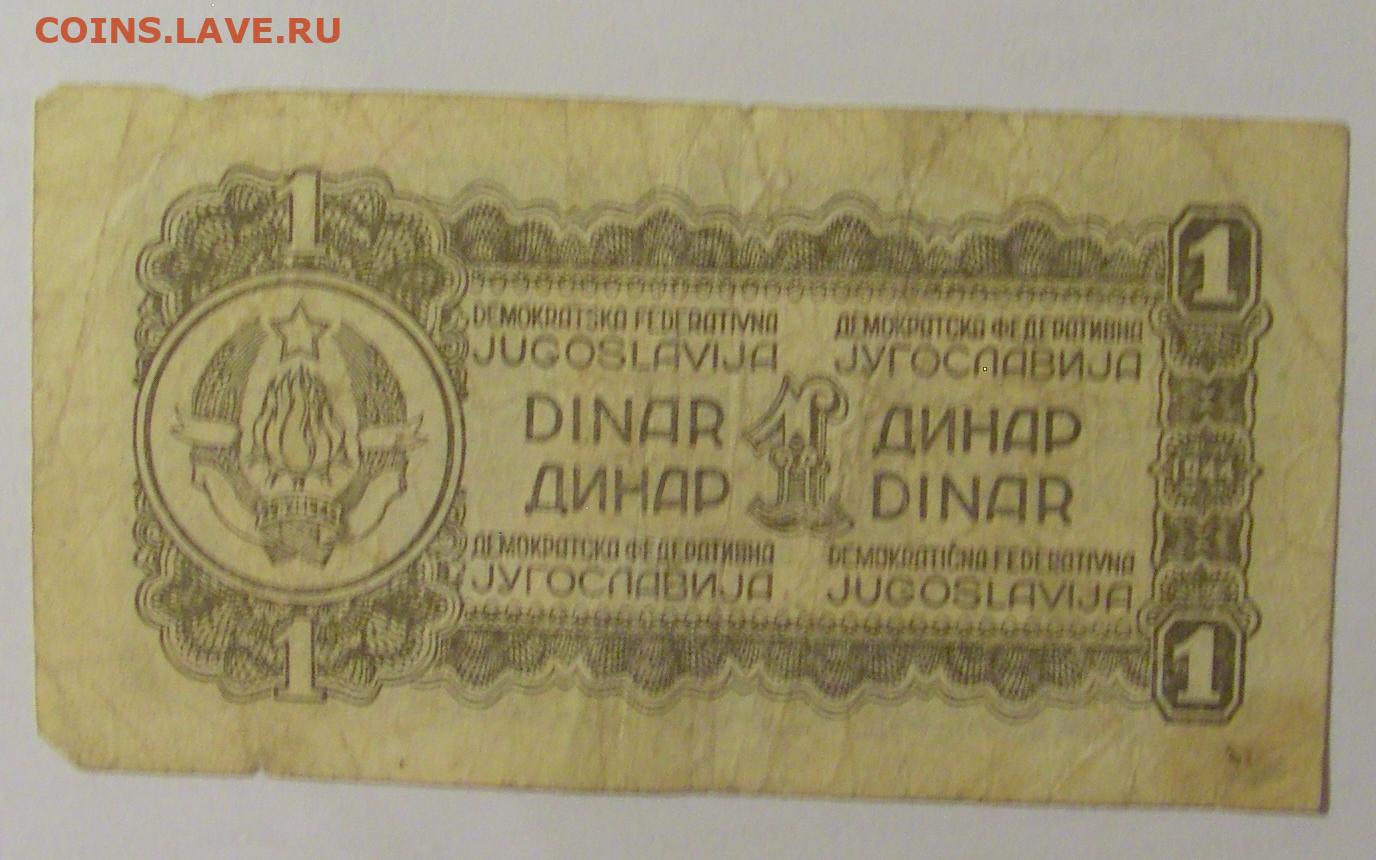 COINS.LAVE.RU
1
1
DEMOKRATSKA FEDERATIVNA
JUGOSLAVIJA
ДЕМОКРАТСКА ФЕДЕРАТИВНА
ЈУГОСЛАВИЈА
DINAR
ДИНАР
1
ДИНАР
DINAR
1944
ДЕМОКРАТСКА ФЕДЕРАТИВНА
ЈУГОСЛАВИЈА
DEMOKRATIČNA FEDERATIVNA
JUGOSLAVIJA
1
1